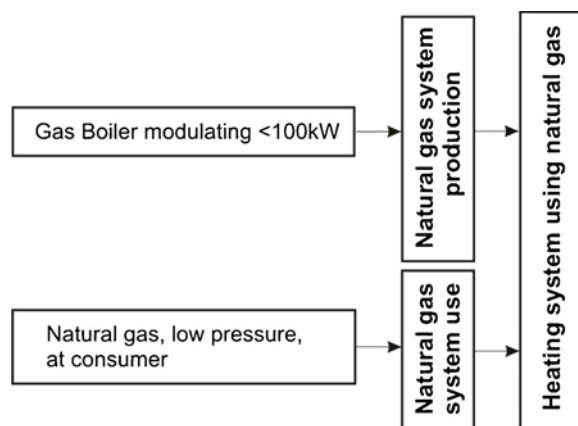 Gas Boiler modulating <100kW
Natural gas system
production
Natural gas, low pressure,
at consumer
Natural gas
system use
Heating system using natural gas